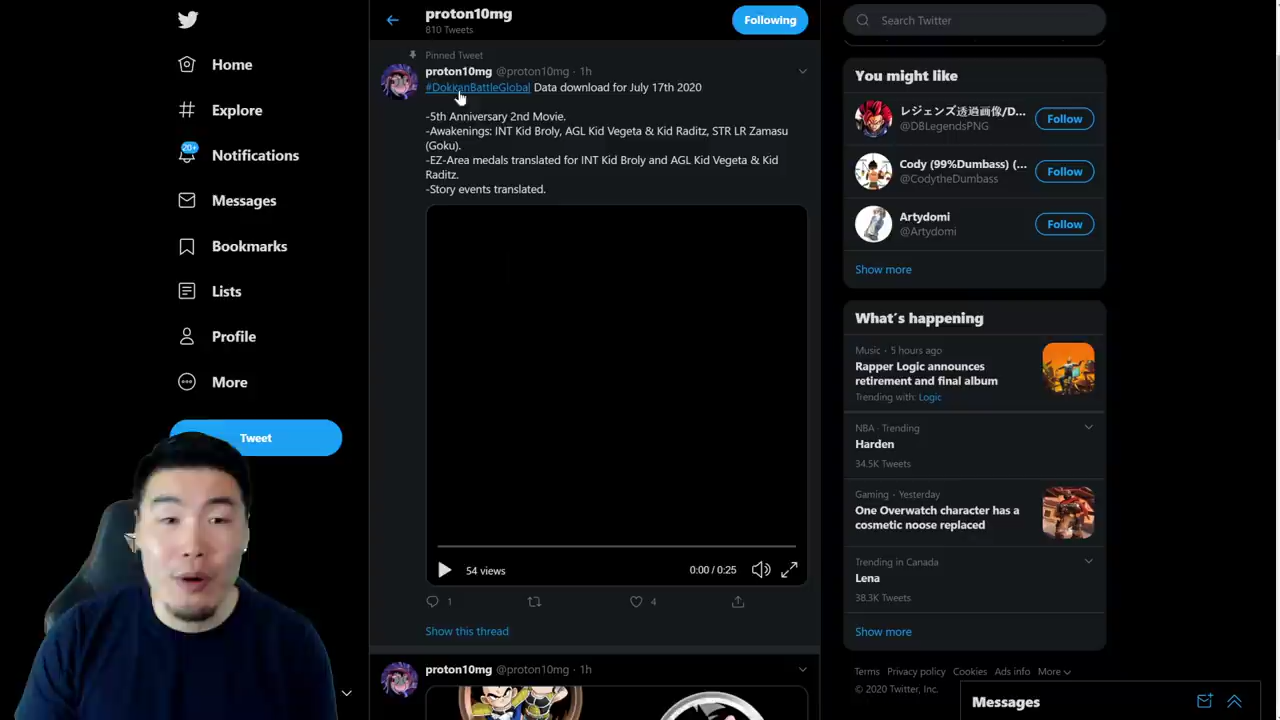 Home
Explore
20+
Notifications
Messages
Bookmarks
Lists
Profile
More
Tweet
proton10mg
810 Tweets
Following
Pinned Tweet
proton10mg @proton10mg · 1h
#DokkanBattleGlobal Data download for July 17th 2020
-5th Anniversary 2nd Movie.
-Awakenings: INT Kid Broly, AGL Kid Vegeta & Kid Raditz, STR LR Zamasu
(Goku).
-EZ-Area medals translated for INT Kid Broly and AGL Kid Vegeta & Kid
Raditz.
-Story events translated.
54 views
0:00 / 0:25
1
4
Show this thread
proton10mg @proton10mg · 1h
Search Twitter
You might like
レジェンズ透過画像/D...
@DBLegendsPNG
Follow
Cody (99%Dumbass) (...
@CodytheDumbass
Follow
Artydomi
@Artydomi
Follow
Show more
What's happening
Music · 5 hours ago
Rapper Logic announces
retirement and final album
Trending with: Logic
NBA · Trending
Harden
34.5K Tweets
Gaming · Yesterday
One Overwatch character has a
cosmetic noose replaced
Trending in Canada
Lena
38.3K Tweets
Show more
Terms Privacy policy Cookies Ads info More
© 2020 Twitter, Inc.
Messages